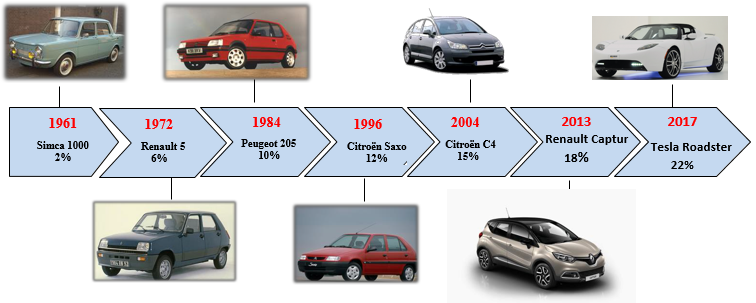 1961
Simca 1000
2%
1972
Renault 5
6%
1984
Peugeot 205
10%
1996
Citroën Saxo
12%
2004
Citroën C4
15%
2013
Renault Captur
18%
2017
Tesla Roadster
22%